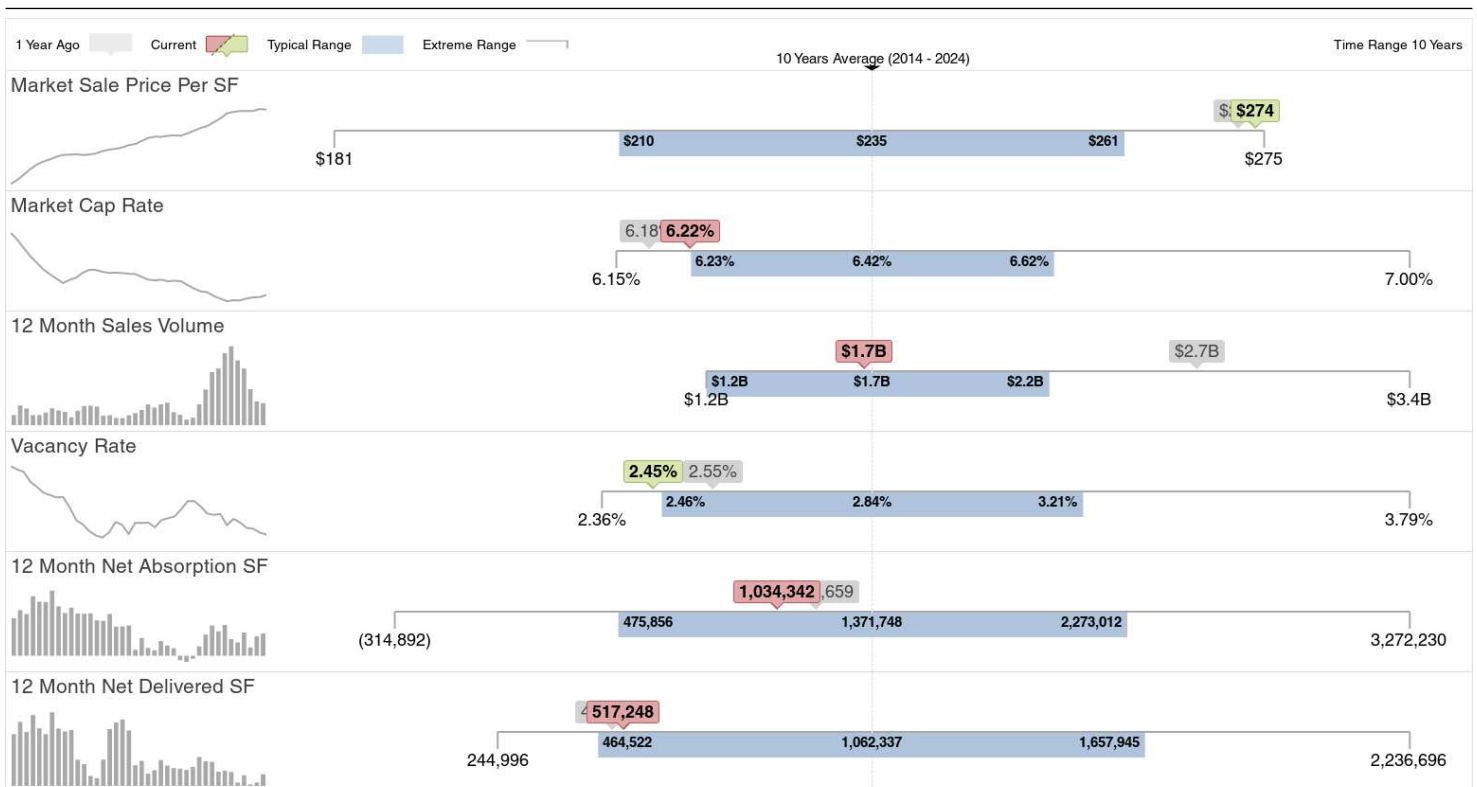 1 Year Ago Current Typical Range Extreme Range Time Range 10 Years
10 Years Average (2014 - 2024)
Market Sale Price Per SF
$274
$210 $235 $261
$181 $275
Market Cap Rate
6.18 6.22%
6.23% 6.42% 6.62%
6.15% 7.00%
12 Month Sales Volume
$1.7B $2.7B
$1.2B $1.7B $2.2B
$1.2B $3.4B
Vacancy Rate
2.45% 2.55%
2.46% 2.84% 3.21%
2.36% 3.79%
12 Month Net Absorption SF
1,034,342 ,659
475,856 1,371,748 2,273,012
(314,892) 3,272,230
12 Month Net Delivered SF
517,248
464,522 1,062,337 1,657,945
244,996 2,236,696